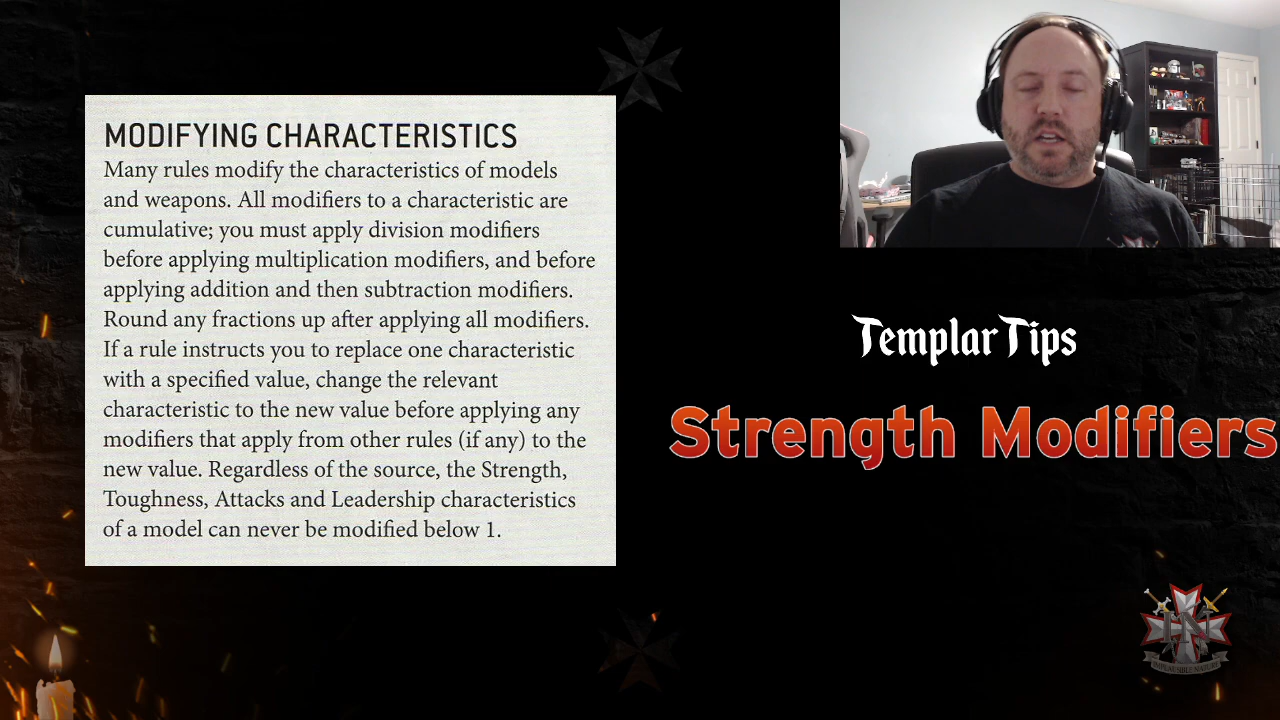 MODIFYING CHARACTERISTICS
Many rules modify the characteristics of models
and weapons. All modifiers to a characteristic are
cumulative; you must apply division modifiers
before applying multiplication modifiers, and before
applying addition and then subtraction modifiers.
Round any fractions up after applying all modifiers.
If a rule instructs you to replace one characteristic
with a specified value, change the relevant
characteristic to the new value before applying any
modifiers that apply from other rules (if any) to the
new value. Regardless of the source, the Strength,
Toughness, Attacks and Leadership characteristics
of a model can never be modified below 1.
Templar Tips
Strength Modifiers
IN